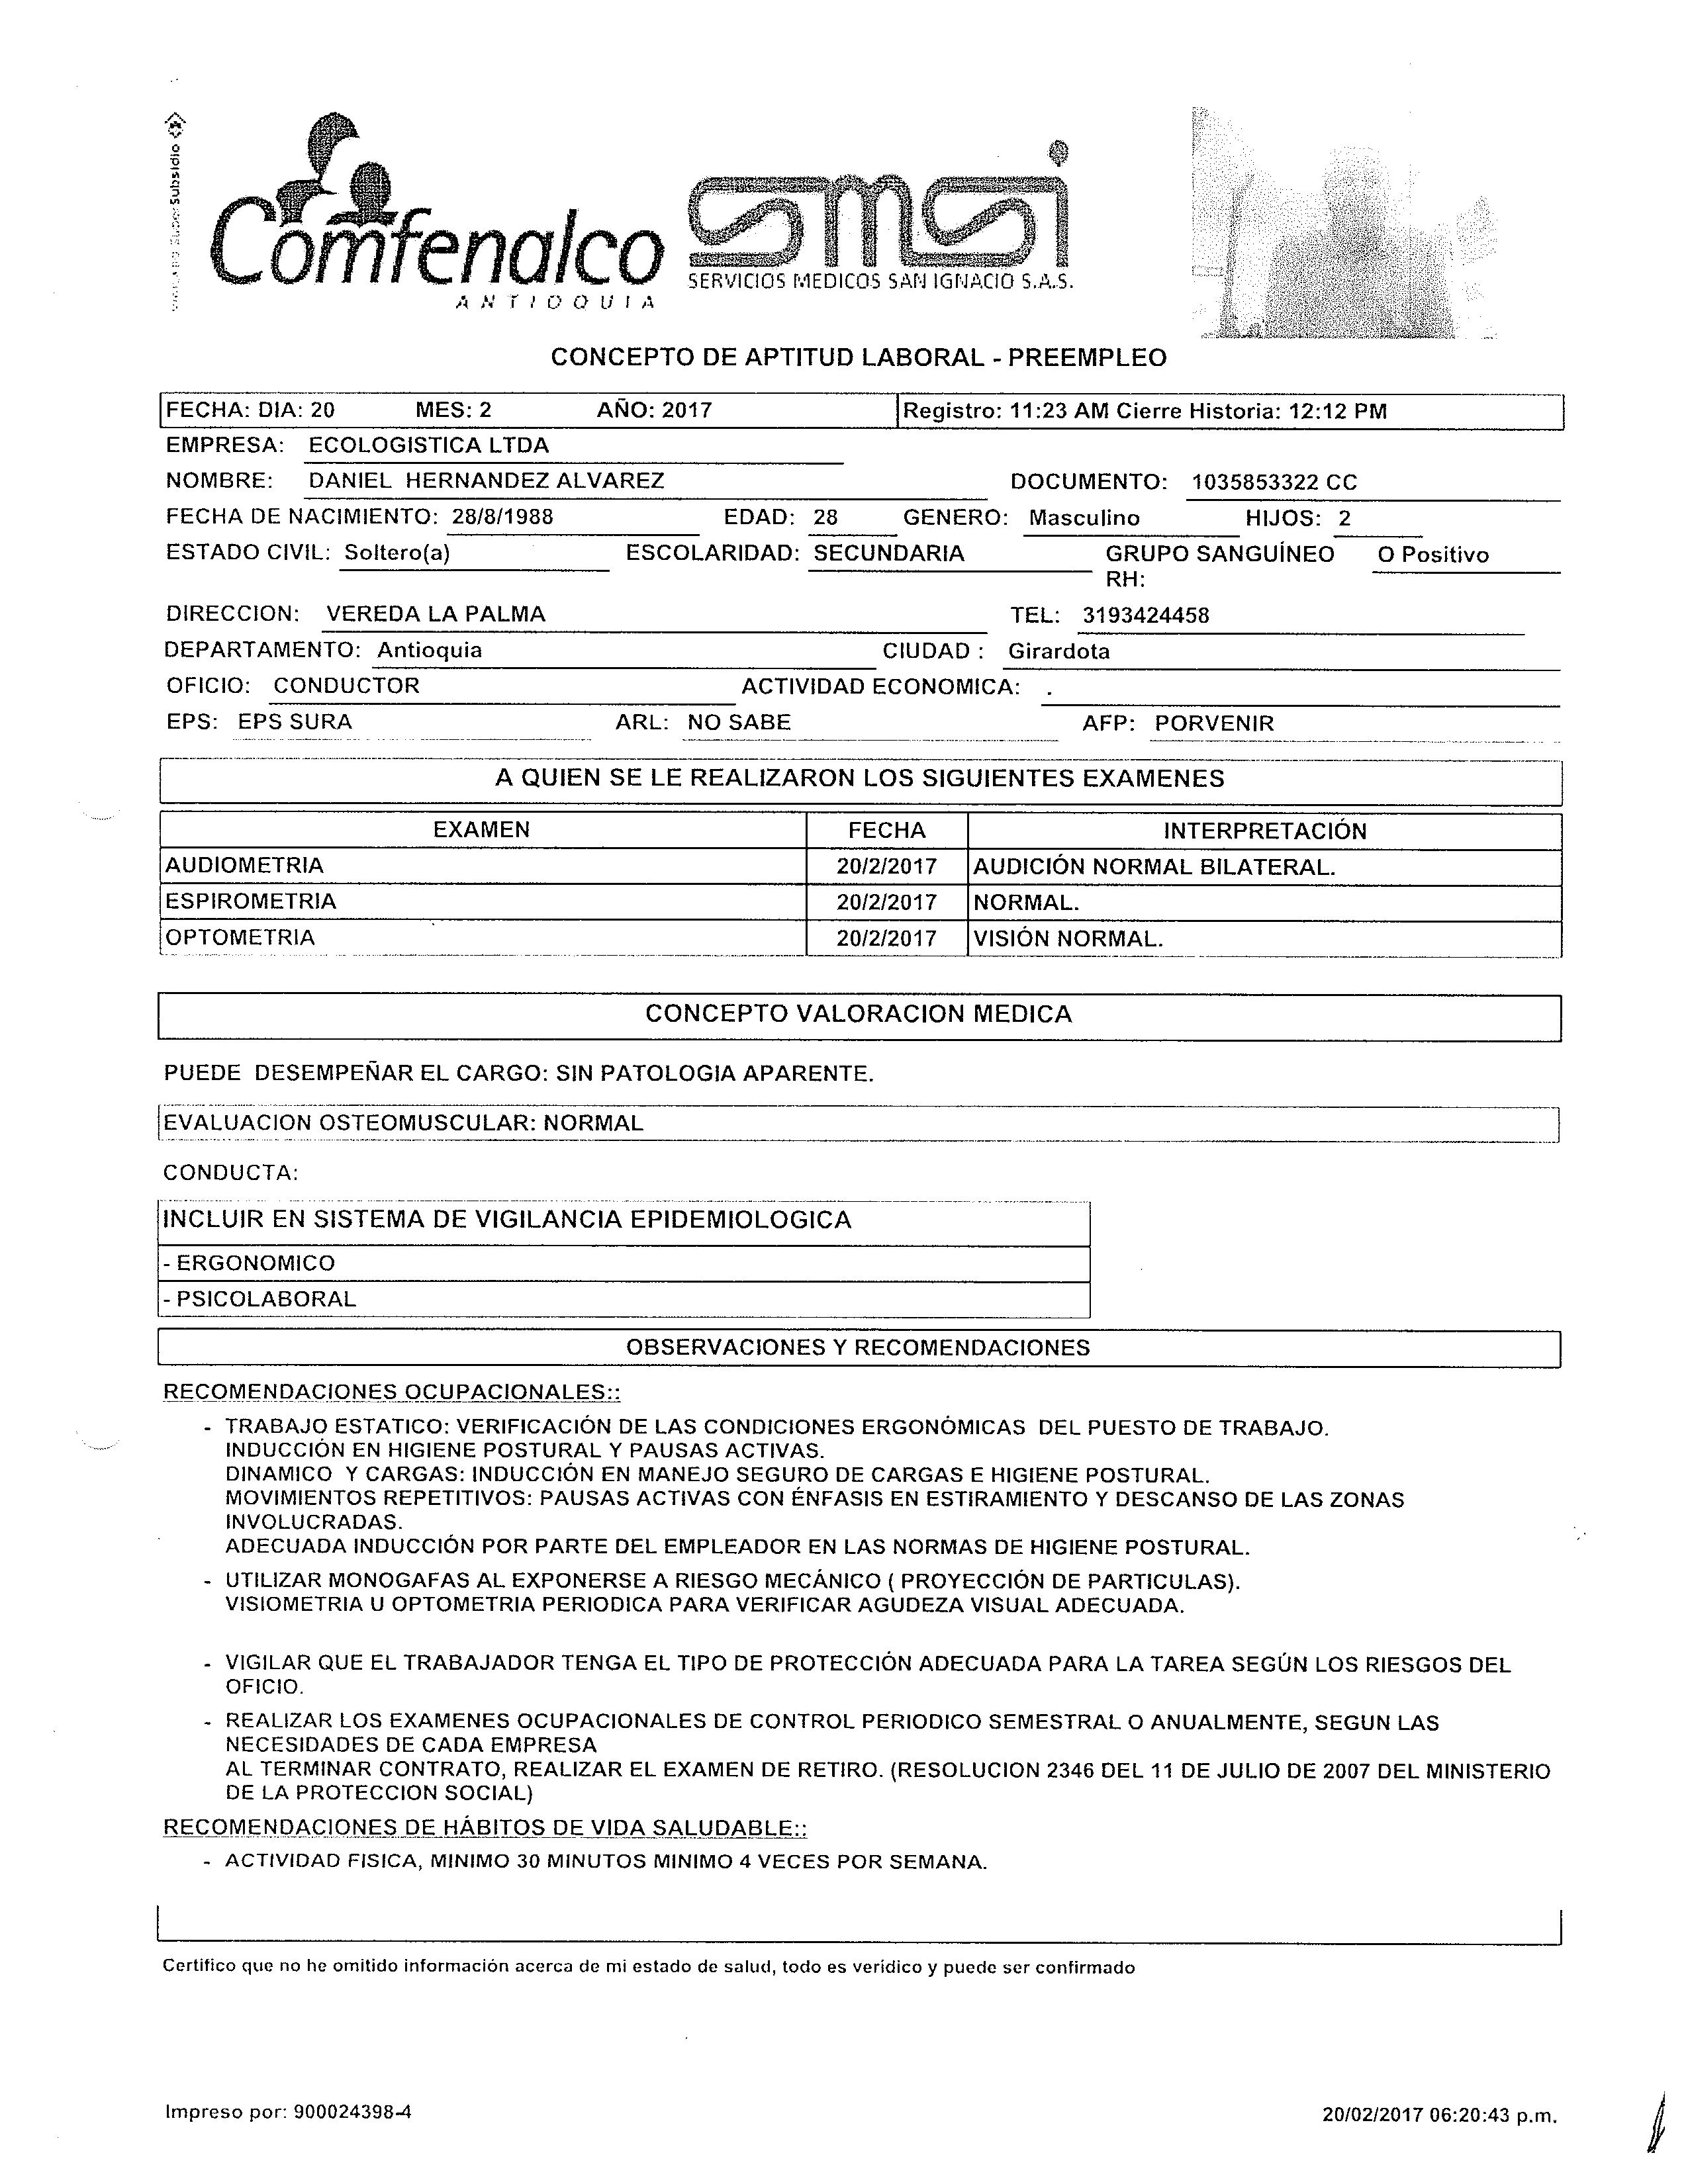 Subsidio
Comfenalco
ANTIOQUIA
smsi
SERVICIOS MEDICOS SAN IGNACIO S.A.S.
CONCEPTO DE APTITUD LABORAL - PREEMPLEO
FECHA: DIA: 20 MES: 2 AÑO: 2017 Registro: 11:23 AM Cierre Historia: 12:12 PM
EMPRESA: ECOLOGISTICA LTDA
NOMBRE: DANIEL HERNANDEZ ALVAREZ DOCUMENTO: 1035853322 CC
FECHA DE NACIMIENTO: 28/8/1988 EDAD: 28 GENERO: Masculino HIJOS: 2
ESTADO CIVIL: Soltero(a) ESCOLARIDAD: SECUNDARIA GRUPO SANGUÍNEO O Positivo
RH:
DIRECCION: VEREDA LA PALMA TEL: 3193424458
DEPARTAMENTO: Antioquia CIUDAD : Girardota
OFICIO: CONDUCTOR ACTIVIDAD ECONOMICA: .
EPS: EPS SURA ARL: NO SABE AFP: PORVENIR
A QUIEN SE LE REALIZARON LOS SIGUIENTES EXAMENES
EXAMEN FECHA INTERPRETACIÓN
AUDIOMETRIA 20/2/2017 AUDICIÓN NORMAL BILATERAL.
ESPIROMETRIA 20/2/2017 NORMAL.
OPTOMETRIA 20/2/2017 VISIÓN NORMAL.
CONCEPTO VALORACION MEDICA
PUEDE DESEMPEÑAR EL CARGO: SIN PATOLOGIA APARENTE.
EVALUACION OSTEOMUSCULAR: NORMAL
CONDUCTA:
INCLUIR EN SISTEMA DE VIGILANCIA EPIDEMIOLOGICA
- ERGONOMICO
- PSICOLABORAL
OBSERVACIONES Y RECOMENDACIONES
RECOMENDACIONES OCUPACIONALES::
- TRABAJO ESTATICO: VERIFICACIÓN DE LAS CONDICIONES ERGONÓMICAS DEL PUESTO DE TRABAJO.
INDUCCIÓN EN HIGIENE POSTURAL Y PAUSAS ACTIVAS.
DINAMICO Y CARGAS: INDUCCIÓN EN MANEJO SEGURO DE CARGAS E HIGIENE POSTURAL.
MOVIMIENTOS REPETITIVOS: PAUSAS ACTIVAS CON ÉNFASIS EN ESTIRAMIENTO Y DESCANSO DE LAS ZONAS
INVOLUCRADAS.
ADECUADA INDUCCIÓN POR PARTE DEL EMPLEADOR EN LAS NORMAS DE HIGIENE POSTURAL.
- UTILIZAR MONOGAFAS AL EXPONERSE A RIESGO MECÁNICO ( PROYECCIÓN DE PARTICULAS).
VISIOMETRIA U OPTOMETRIA PERIODICA PARA VERIFICAR AGUDEZA VISUAL ADECUADA.
- VIGILAR QUE EL TRABAJADOR TENGA EL TIPO DE PROTECCIÓN ADECUADA PARA LA TAREA SEGÚN LOS RIESGOS DEL
OFICIO.
- REALIZAR LOS EXAMENES OCUPACIONALES DE CONTROL PERIODICO SEMESTRAL O ANUALMENTE, SEGUN LAS
NECESIDADES DE CADA EMPRESA
AL TERMINAR CONTRATO, REALIZAR EL EXAMEN DE RETIRO. (RESOLUCION 2346 DEL 11 DE JULIO DE 2007 DEL MINISTERIO
DE LA PROTECCION SOCIAL)
RECOMENDACIONES DE HÁBITOS DE VIDA SALUDABLE::
- ACTIVIDAD FISICA, MINIMO 30 MINUTOS MINIMO 4 VECES POR SEMANA.
Certifico que no he omitido información acerca de mi estado de salud, todo es veridico y puede ser confirmado
Impreso por: 900024398-4 20/02/2017 06:20:43 p.m.